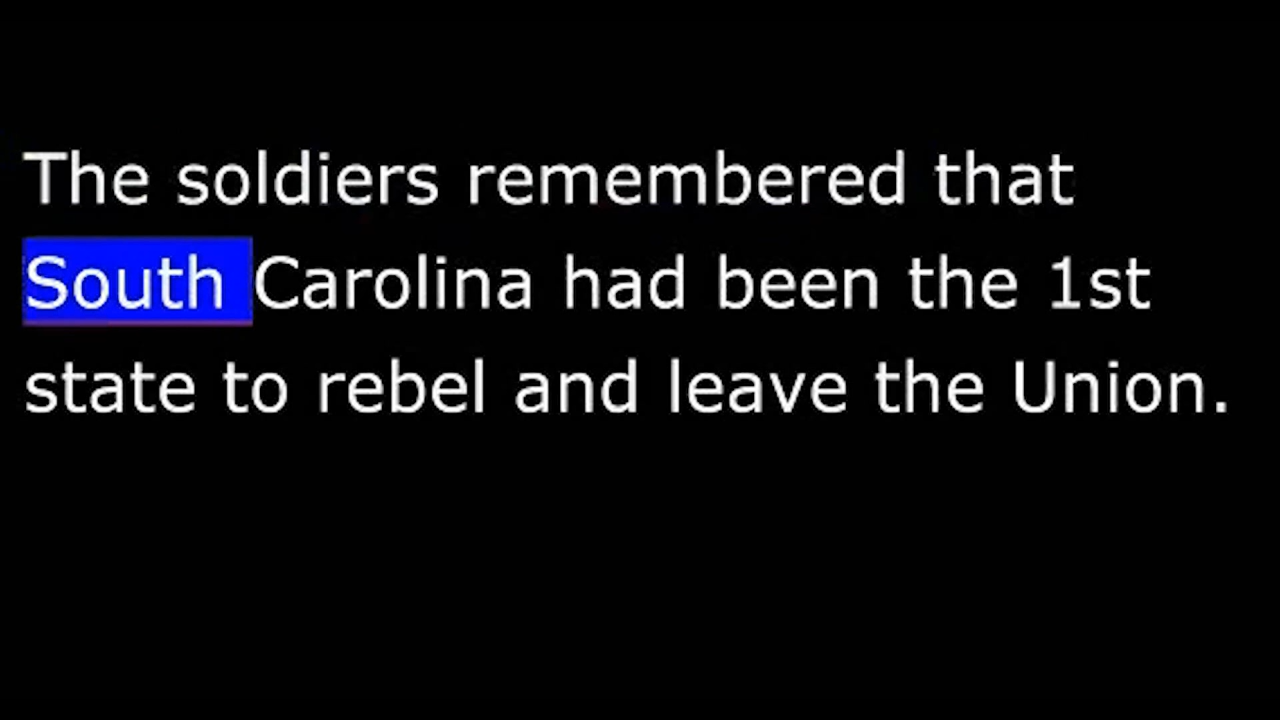 The soldiers remembered that
South Carolina had been the 1st
state to rebel and leave the Union.